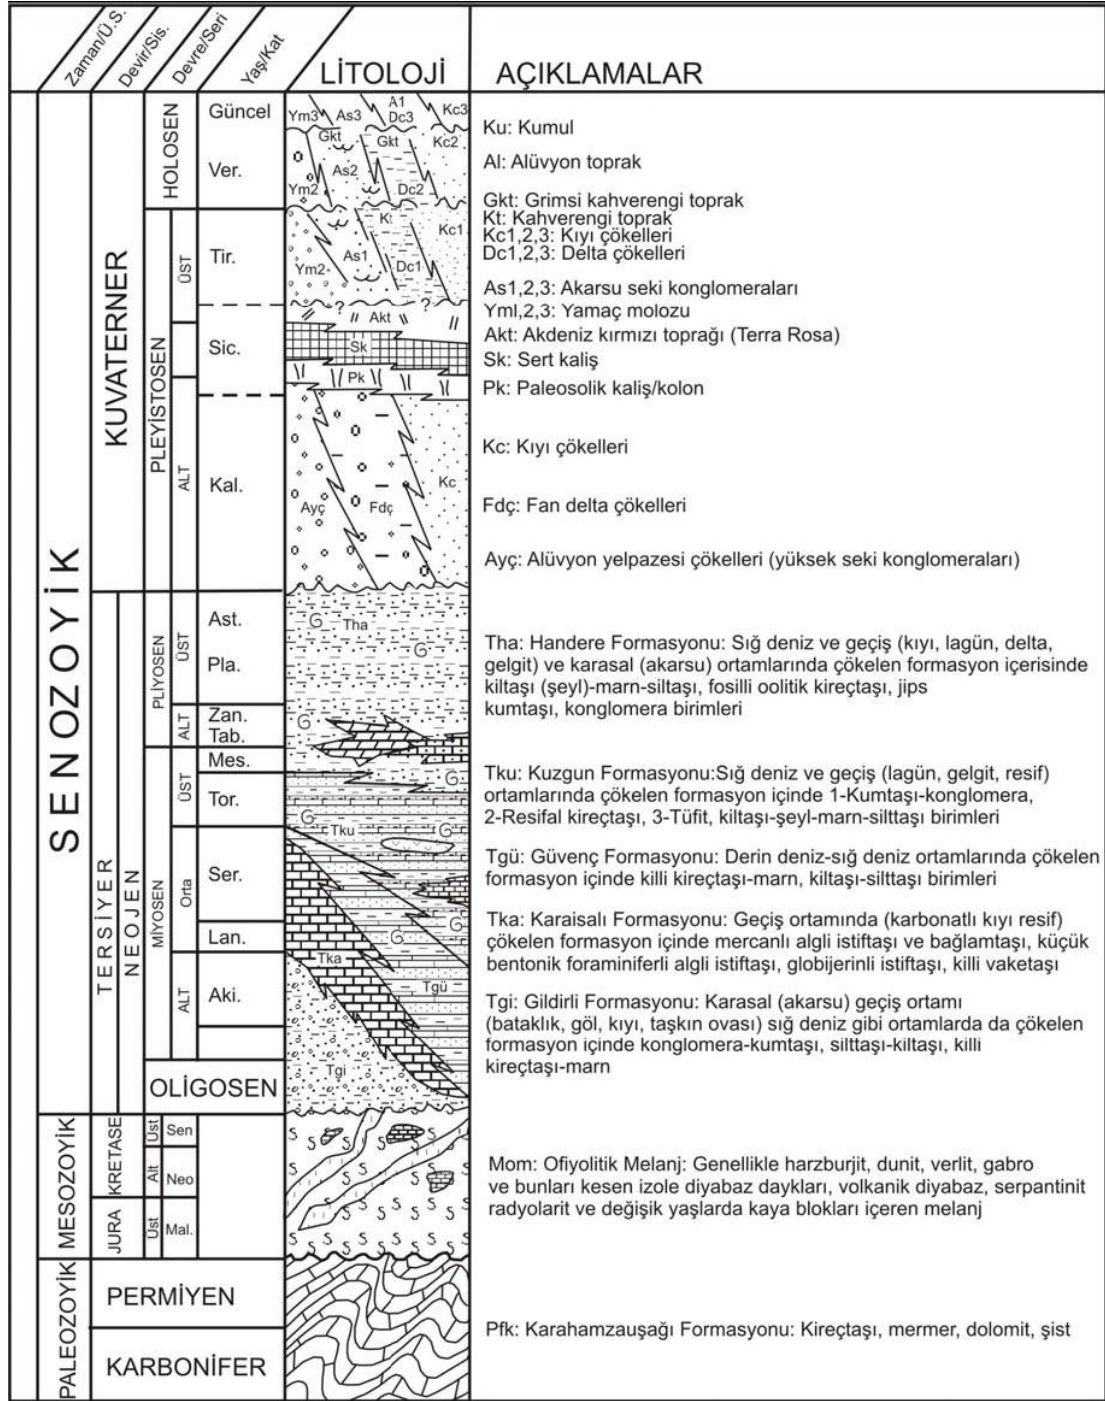 Zaman/Ü.S.
Devir/Sis.
Devre/Seri
Yaş/Kat
LİTOLOJİ
AÇIKLAMALAR
SENOZOYİK
KUVATERNER
HOLOSEN
Güncel
Ver.
PLEYİSTOSEN
ÜST
Tir.
Sic.
ALT
Kal.
TERSİYER
NEOJEN
PLİYOSEN
ÜST
Ast.
Pla.
ALT
Zan.
Tab.
MİYOSEN
ÜST
Mes.
Tor.
Orta
Ser.
Lan.
ALT
Aki.
OLİGOSEN
MESOZOYİK
KRETASE
Üst
Sen
Alt
Neo
JURA
Üst
Mal.
PALEOZOYİK
PERMİYEN
KARBONİFER
Ym3 As3 A1 Dc3 Kc3
Gkt Gkt Kc2
As2
Ym2 Dc2
Kt Kc1
As1
Ym2 Dc1
? ?
Akt
Sk
Pk
Kc
Ayç Fdç
Tha
Tku
Tka
Tgü
Tgi
Ku: Kumul
Al: Alüvyon toprak
Gkt: Grimsi kahverengi toprak
Kt: Kahverengi toprak
Kc1,2,3: Kıyı çökelleri
Dc1,2,3: Delta çökelleri
As1,2,3: Akarsu seki konglomeraları
Yml,2,3: Yamaç molozu
Akt: Akdeniz kırmızı toprağı (Terra Rosa)
Sk: Sert kaliş
Pk: Paleosolik kaliş/kolon
Kc: Kıyı çökelleri
Fdç: Fan delta çökelleri
Ayç: Alüvyon yelpazesi çökelleri (yüksek seki konglomeraları)
Tha: Handere Formasyonu: Sığ deniz ve geçiş (kıyı, lagün, delta,
gelgit) ve karasal (akarsu) ortamlarında çökelen formasyon içerisinde
kiltaşı (şeyl)-marn-siltaşı, fosilli oolitik kireçtaşı, jips
kumtaşı, konglomera birimleri
Tku: Kuzgun Formasyonu:Sığ deniz ve geçiş (lagün, gelgit, resif)
ortamlarında çökelen formasyon içinde 1-Kumtaşı-konglomera,
2-Resifal kireçtaşı, 3-Tüfit, kiltaşı-şeyl-marn-silttaşı birimleri
Tgü: Güvenç Formasyonu: Derin deniz-sığ deniz ortamlarında çökelen
formasyon içinde killi kireçtaşı-marn, kiltaşı-silttaşı birimleri
Tka: Karaisalı Formasyonu: Geçiş ortamında (karbonatlı kıyı resif)
çökelen formasyon içinde mercanlı algli istiftaşı ve bağlamtaşı, küçük
bentonik foraminiferli algli istiftaşı, globijerinli istiftaşı, killi vaketaşı
Tgi: Gildirli Formasyonu: Karasal (akarsu) geçiş ortamı
(bataklık, göl, kıyı, taşkın ovası) sığ deniz gibi ortamlarda da çökelen
formasyon içinde konglomera-kumtaşı, silttaşı-kiltaşı, killi
kireçtaşı-marn
Mom: Ofiyolitik Melanj: Genellikle harzburjit, dunit, verlit, gabro
ve bunları kesen izole diyabaz daykları, volkanik diyabaz, serpantinit
radyolarit ve değişik yaşlarda kaya blokları içeren melanj
Pfk: Karahamzauşağı Formasyonu: Kireçtaşı, mermer, dolomit, şist